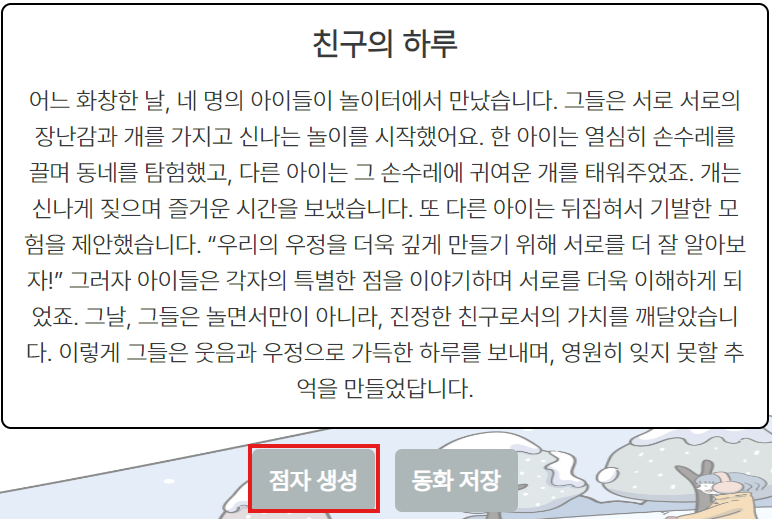 친구의 하루
어느 화창한 날, 네 명의 아이들이 놀이터에서 만났습니다. 그들은 서로 서로의
장난감과 개를 가지고 신나는 놀이를 시작했어요. 한 아이는 열심히 손수레를
끌며 동네를 탐험했고, 다른 아이는 그 손수레에 귀여운 개를 태워주었죠. 개는
신나게 짖으며 즐거운 시간을 보냈습니다. 또 다른 아이는 뒤집혀서 기발한 모
험을 제안했습니다. “우리의 우정을 더욱 깊게 만들기 위해 서로를 더 잘 알아보
자!” 그러자 아이들은 각자의 특별한 점을 이야기하며 서로를 더욱 이해하게 되
었죠. 그날, 그들은 놀면서만이 아니라, 진정한 친구로서의 가치를 깨달았습니
다. 이렇게 그들은 웃음과 우정으로 가득한 하루를 보내며, 영원히 잊지 못할 추
억을 만들었답니다.
점자 생성 동화 저장